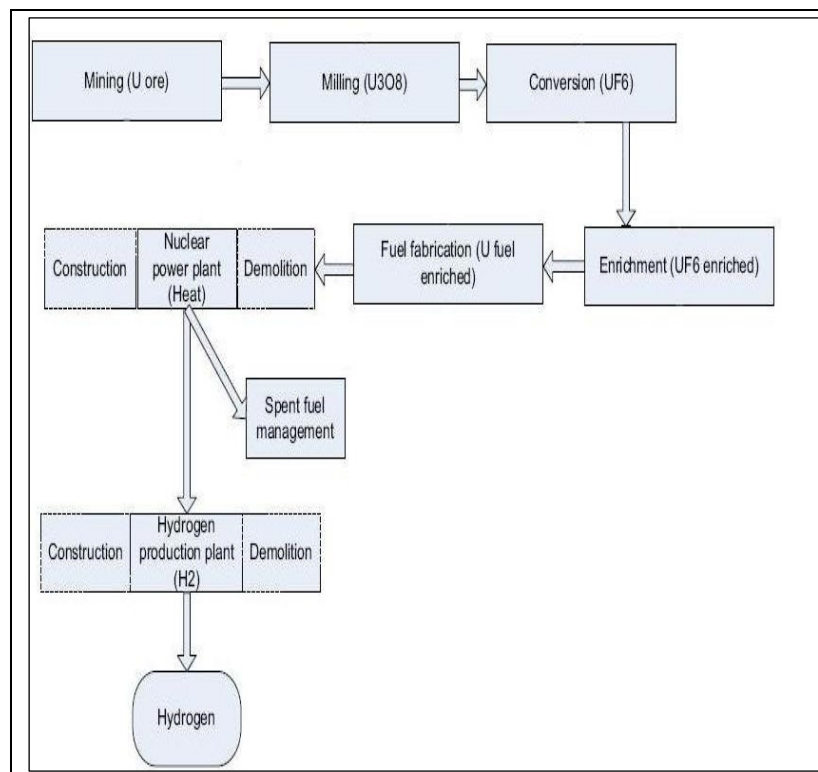 Mining (U ore)
Milling (U3O8)
Conversion (UF6)
Enrichment (UF6 enriched)
Fuel fabrication (U fuel
enriched)
Construction
Nuclear
power plant
(Heat)
Demolition
Spent fuel
management
Construction
Hydrogen
production plant
(H2)
Demolition
Hydrogen